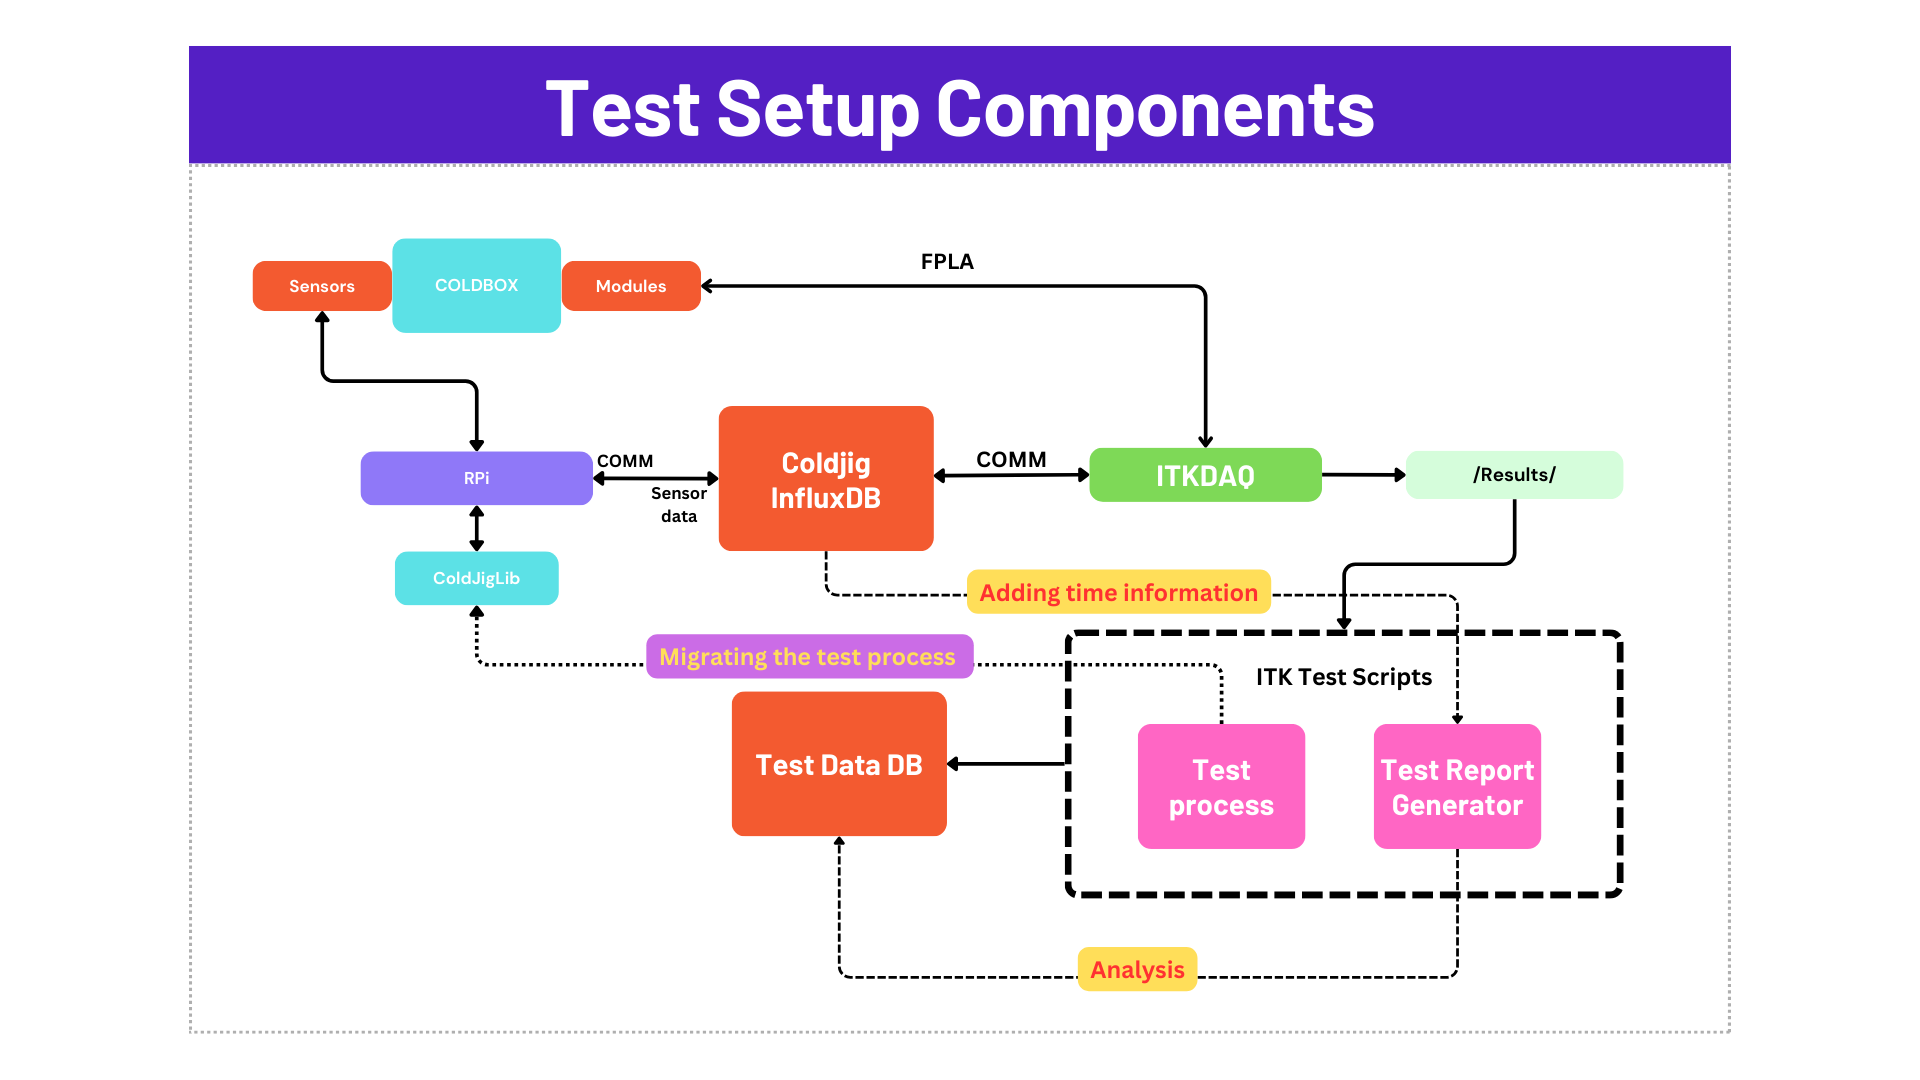 Test Setup Components
FPLA
Sensors
COLDBOX
Modules
COMM
RPi
Sensor
data
Coldjig
InfluxDB
COMM
ITKDAQ
/Results/
ColdJigLib
Adding time information
Migrating the test process
ITK Test Scripts
Test Data DB
Test
process
Test Report
Generator
Analysis